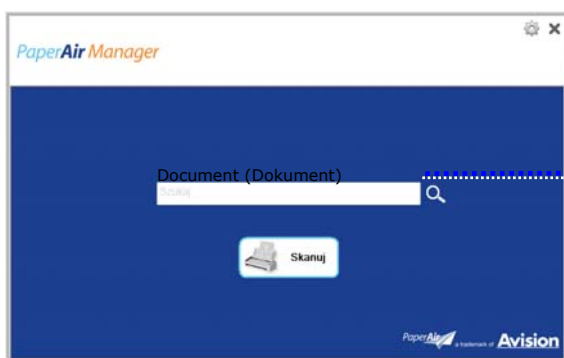 PaperAir Manager
Document (Dokument)
Szukaj
Skanuj
PaperAir a trademark of Avision